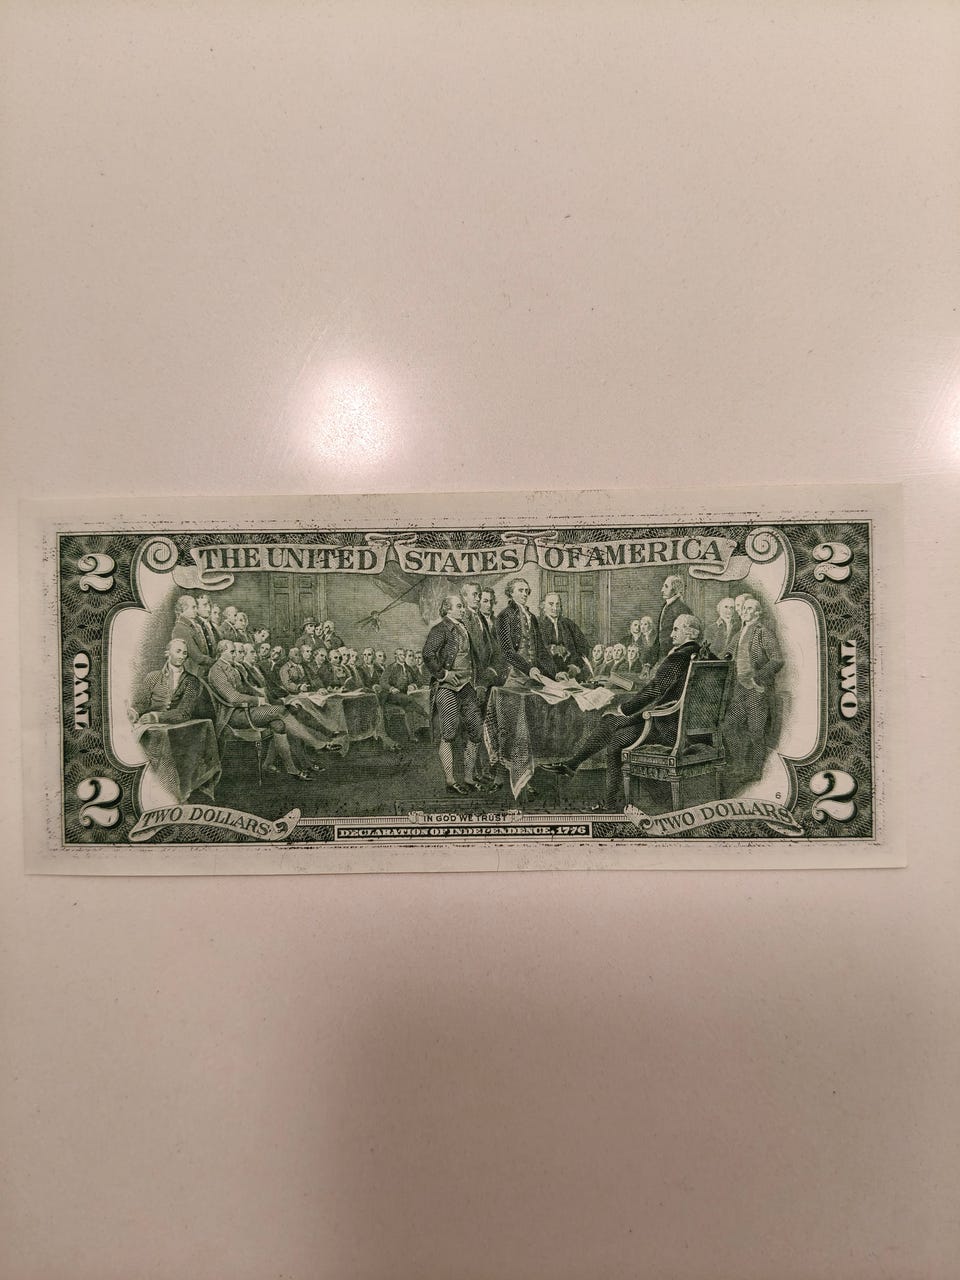 THE UNITED STATES OF AMERICA
2
2
TWO
TWO
2
2
TWO DOLLARS
TWO DOLLARS
6
IN GOD WE TRUST
DECLARATION OF INDEPENDENCE, 1776